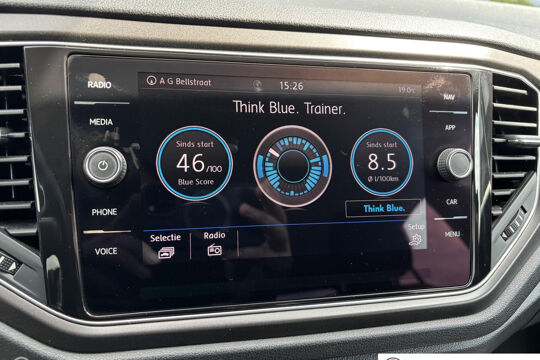 RADIO
MEDIA
PHONE
VOICE
A G Bellstraat
15:26
19.0°C
Think Blue. Trainer.
Sinds start
46/100
Blue Score
Sinds start
8.5
Ø l/100km
Think Blue.
Selectie
Radio
Setup
NAV
APP
CAR
MENU